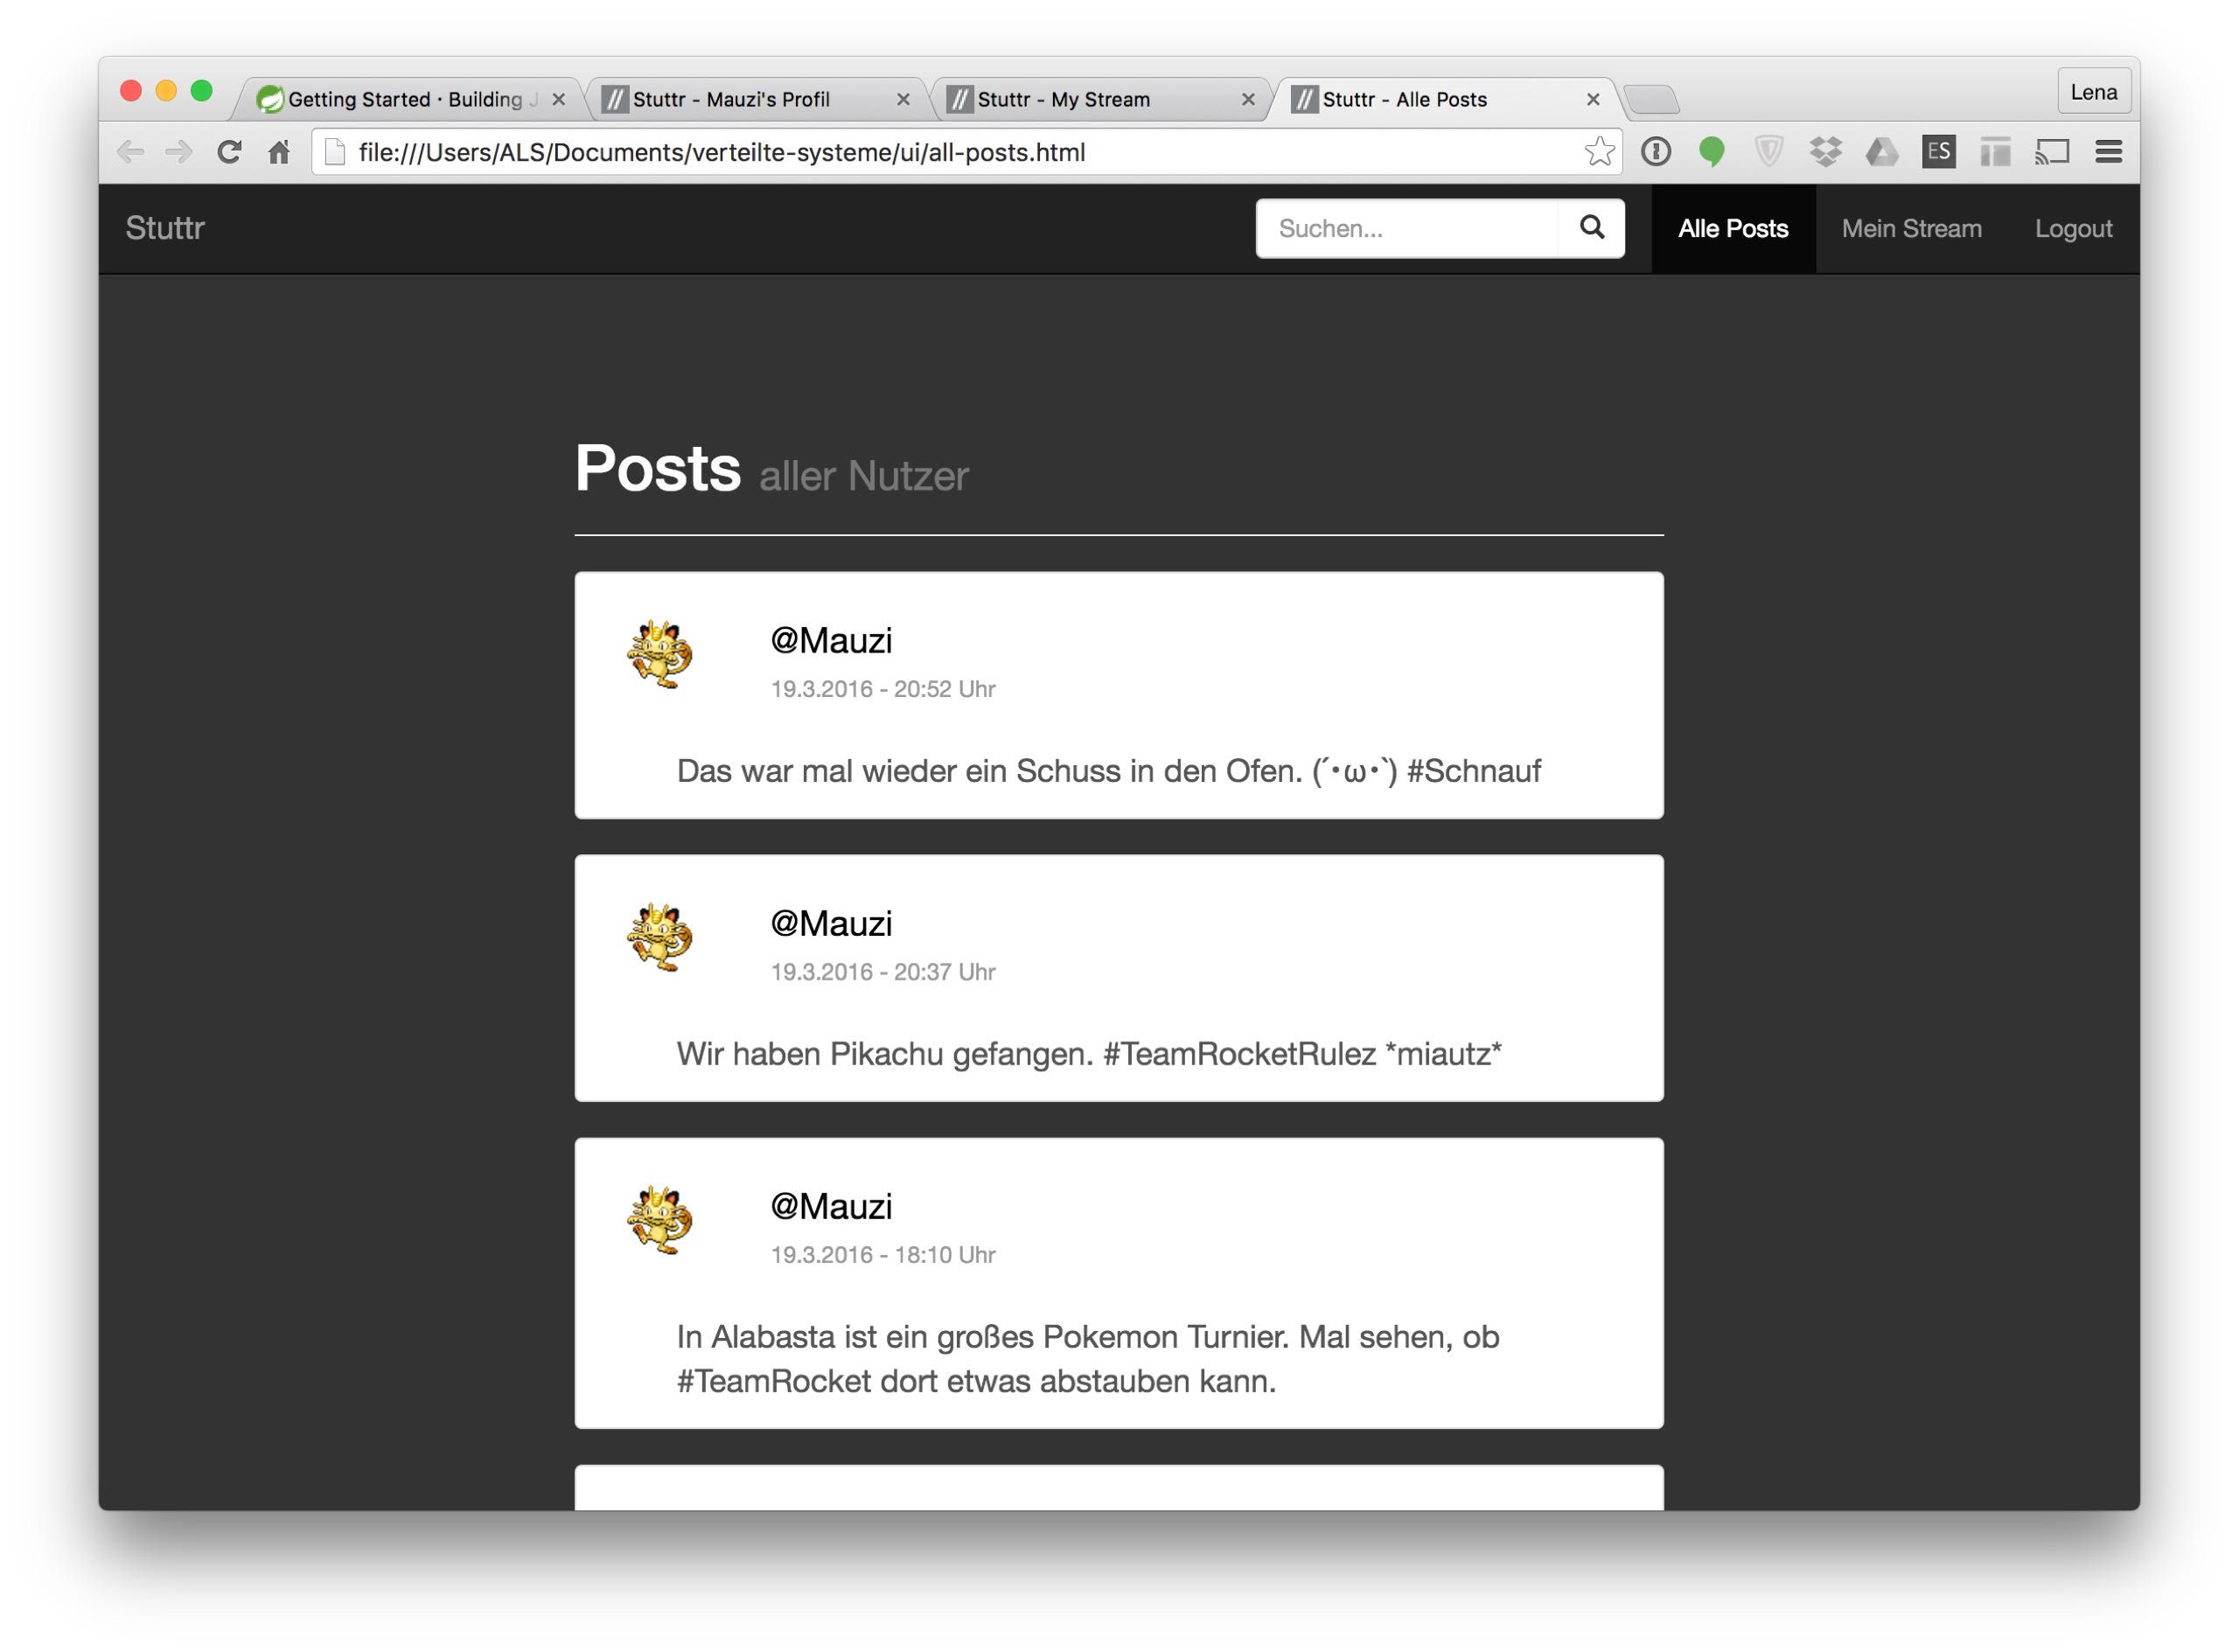 Getting Started · Building J
Stuttr - Mauzi's Profil
Stuttr - My Stream
Stuttr - Alle Posts
Lena
file:///Users/ALS/Documents/verteilte-systeme/ui/all-posts.html
ES
Stuttr
Suchen...
Alle Posts
Mein Stream
Logout
Posts aller Nutzer
@Mauzi
19.3.2016 - 20:52 Uhr
Das war mal wieder ein Schuss in den Ofen. (´･ω･`) #Schnauf
@Mauzi
19.3.2016 - 20:37 Uhr
Wir haben Pikachu gefangen. #TeamRocketRulez *miautz*
@Mauzi
19.3.2016 - 18:10 Uhr
In Alabasta ist ein großes Pokemon Turnier. Mal sehen, ob
#TeamRocket dort etwas abstauben kann.